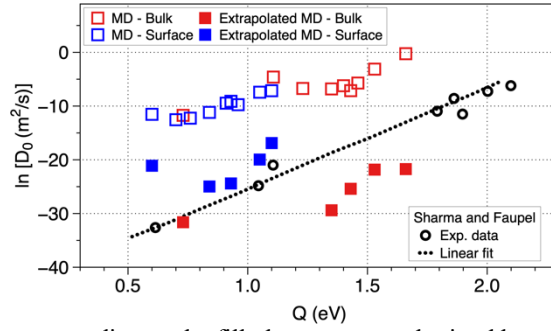 MD - Bulk Extrapolated MD - Bulk
MD - Surface Extrapolated MD - Surface
0
−10
−20
−30
−40
ln [D0 (m²/s)]
Sharma and Faupel
Exp. data
Linear fit
0.5 1.0 1.5 2.0
Q (eV)